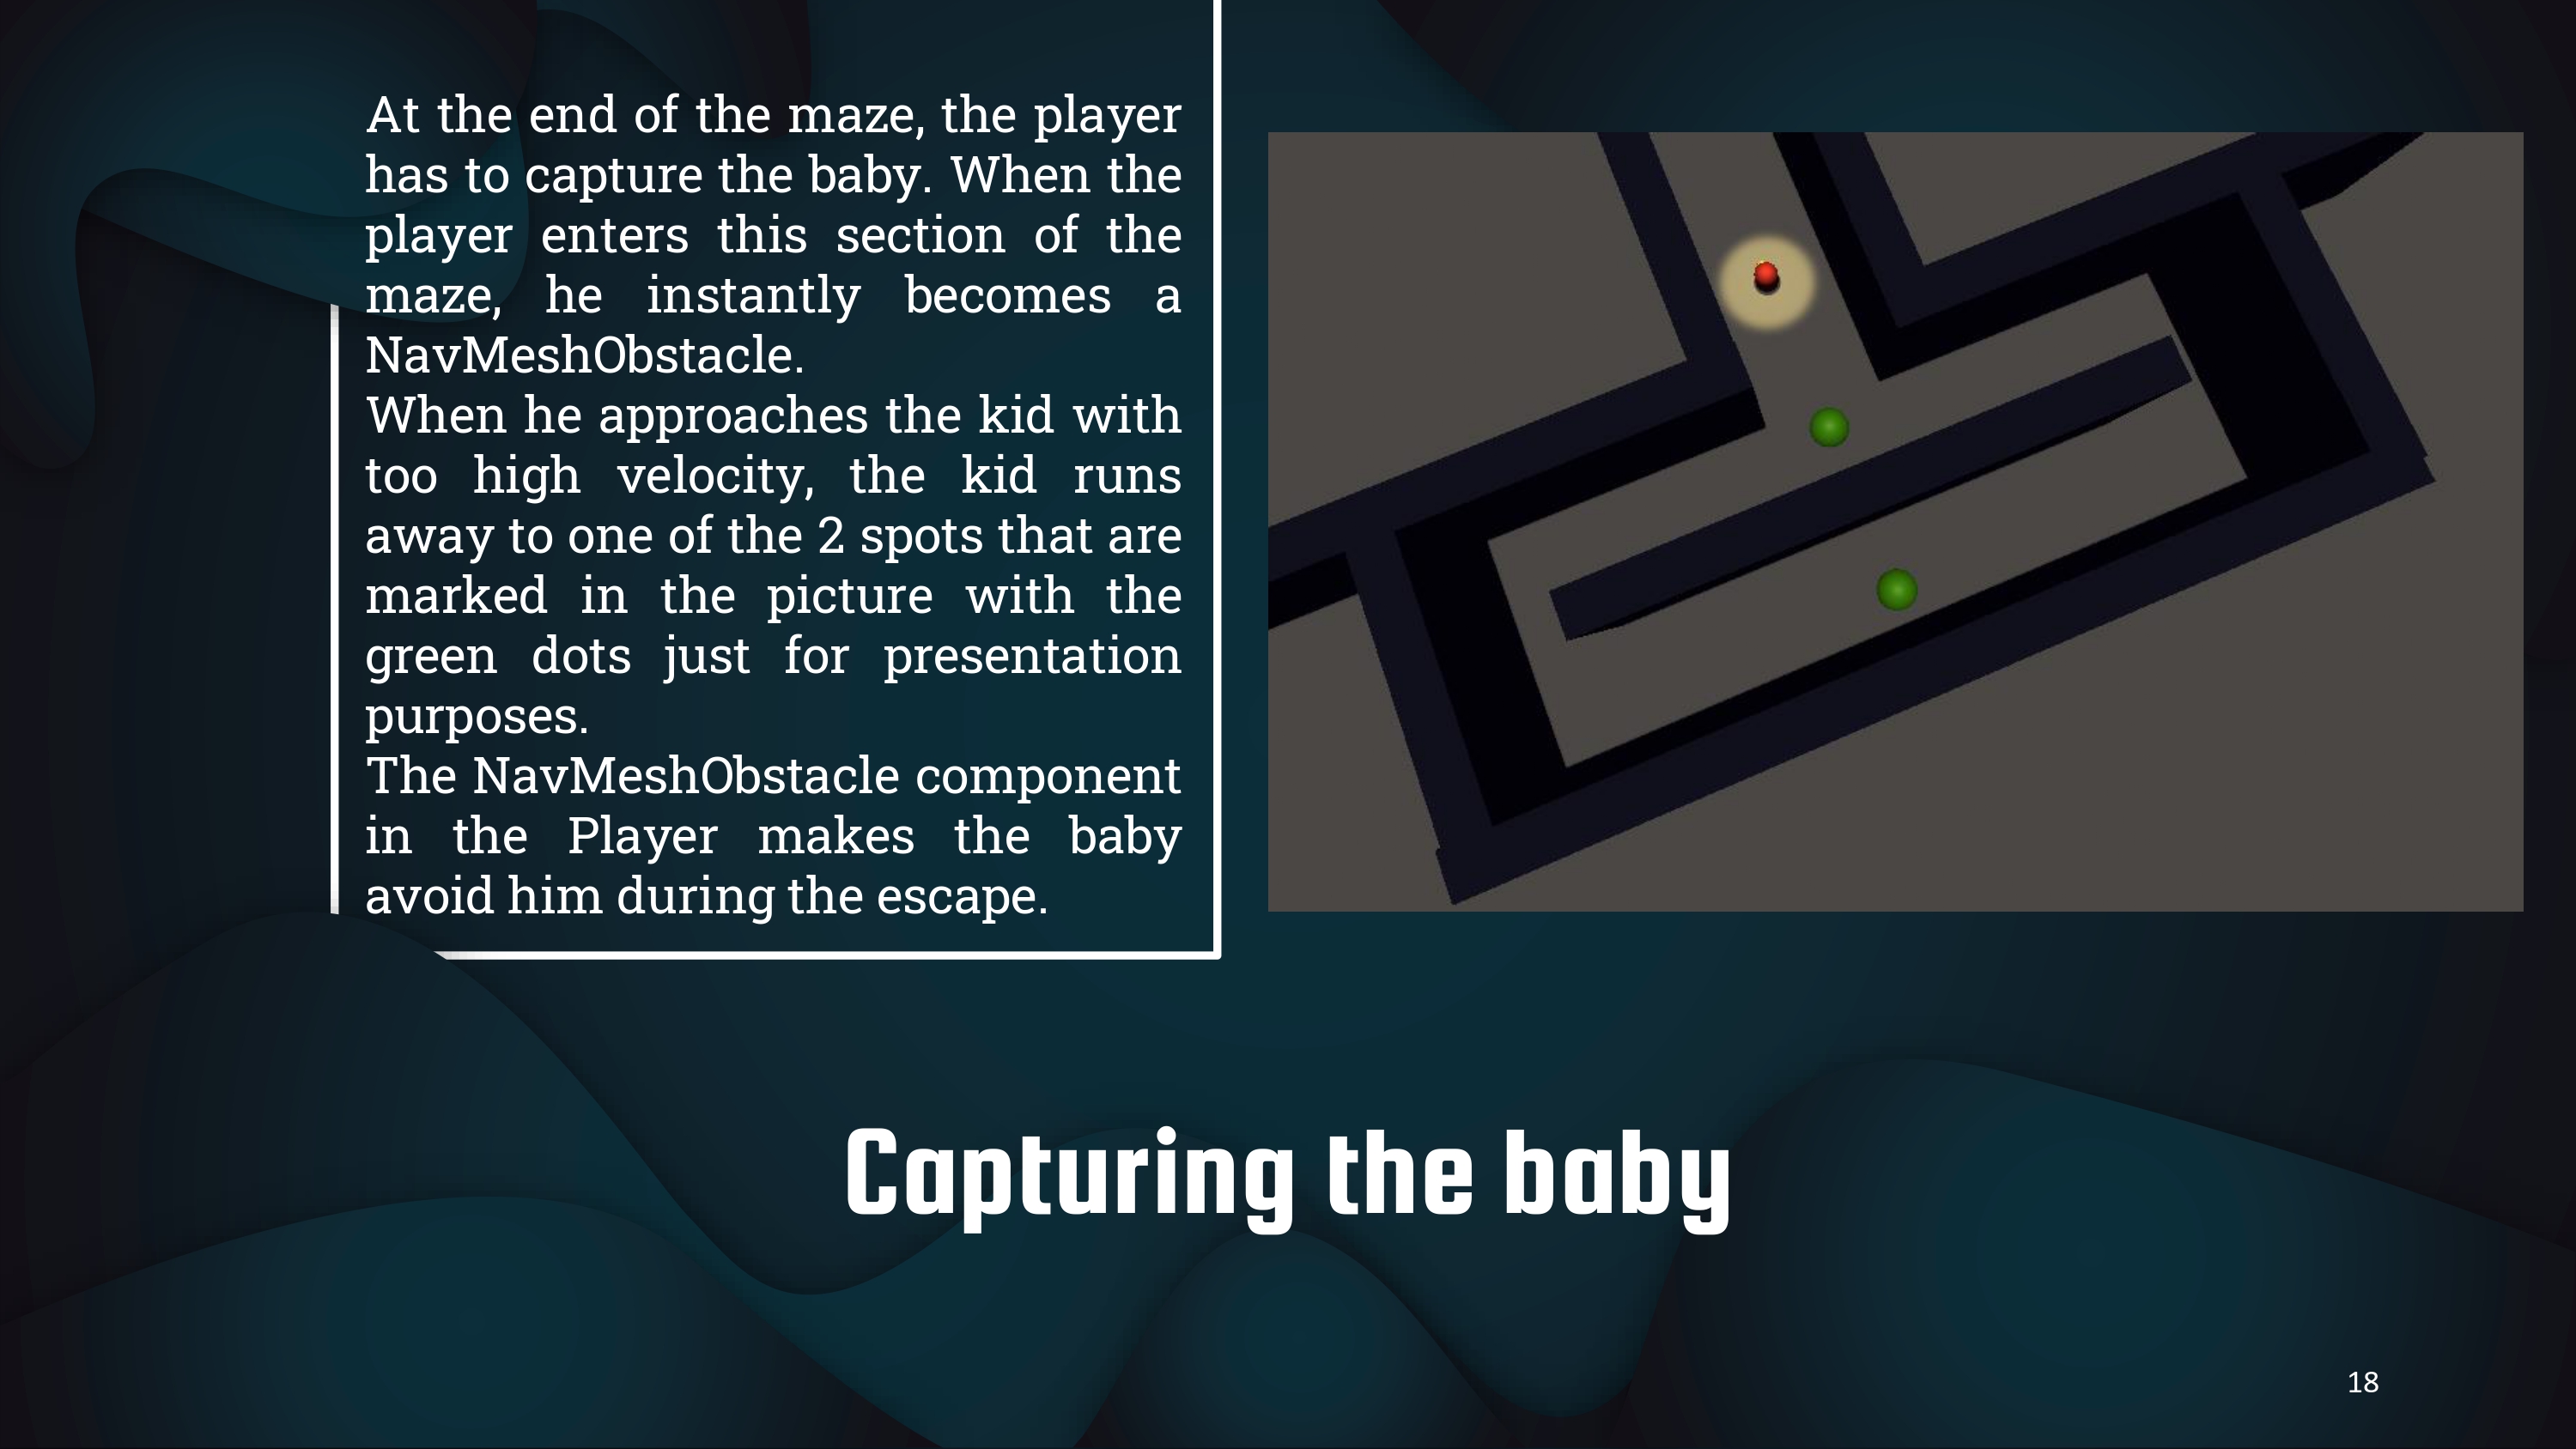 At the end of the maze, the player
has to capture the baby. When the
player enters this section of the
maze, he instantly becomes a
NavMeshObstacle.
When he approaches the kid with
too high velocity, the kid runs
away to one of the 2 spots that are
marked in the picture with the
green dots just for presentation
purposes.
The NavMeshObstacle component
in the Player makes the baby
avoid him during the escape.
Capturing the baby
18